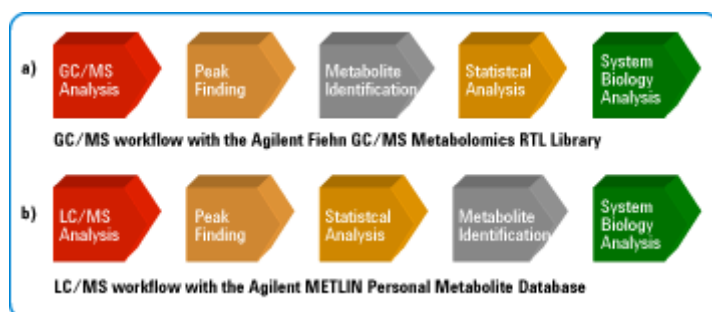 a)
GC/MS
Analysis
Peak
Finding
Metabolite
Identification
Statistcal
Analysis
System
Biology
Analysis
GC/MS workflow with the Agilent Fiehn GC/MS Metabolomics RTL Library
b)
LC/MS
Analysis
Peak
Finding
Statistcal
Analysis
Metabolite
Identification
System
Biology
Analysis
LC/MS workflow with the Agilent METLIN Personal Metabolite Database